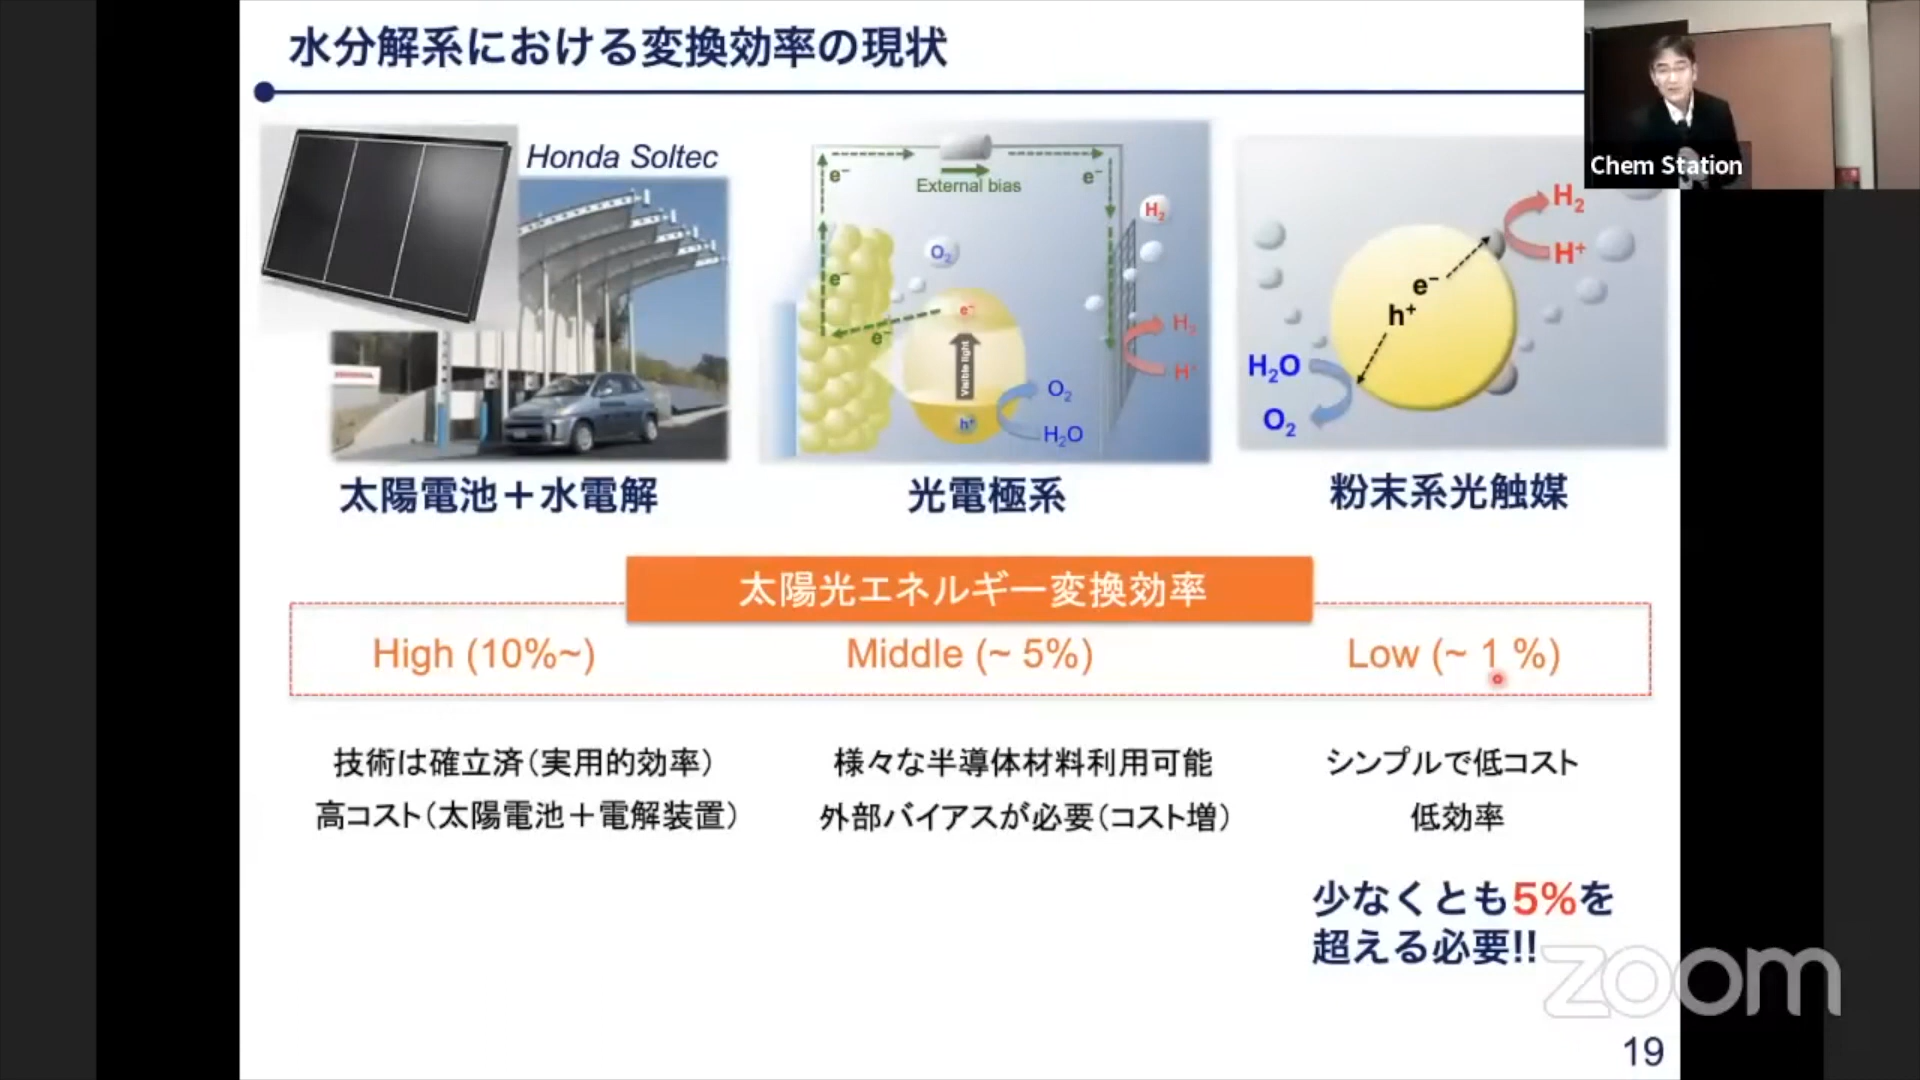 水分解系における変換効率の現状
Chem Station
Honda Soltec
e⁻
External bias
e⁻
H₂
O₂
e⁻
e⁻
e⁻
Visible light
h⁺
O₂
H₂O
H₂
H⁺
H₂
H⁺
e⁻
h⁺
H₂O
O₂
太陽電池＋水電解
光電極系
粉末系光触媒
太陽光エネルギー変換効率
High (10%~)
Middle (~ 5%)
Low (~ 1 %)
技術は確立済（実用的効率）
高コスト（太陽電池＋電解装置）
様々な半導体材料利用可能
外部バイアスが必要（コスト増）
シンプルで低コスト
低効率
少なくとも5%を
超える必要!!
zoom
19